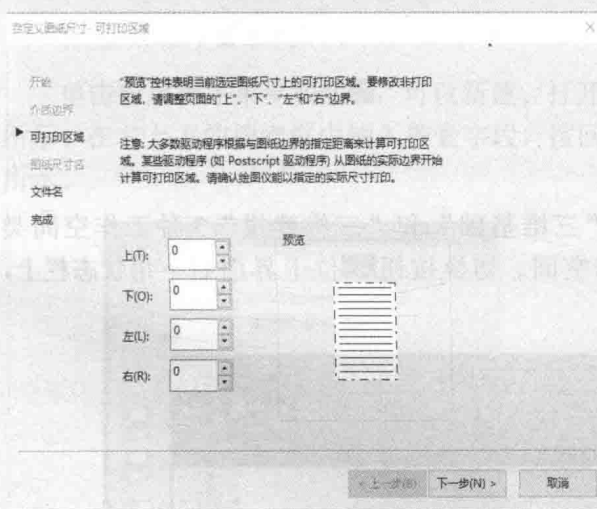 自定义图纸尺寸 - 可打印区域
开始
介质边界
可打印区域
图纸尺寸名
文件名
完成
“预览”控件表明当前选定图纸尺寸上的可打印区域。要修改非打印
区域，请调整页面的“上”、“下”、“左”和“右”边界。
注意: 大多数驱动程序根据与图纸边界的指定距离来计算可打印区
域。某些驱动程序 (如 Postscript 驱动程序) 从图纸的实际边界开始
计算可打印区域。请确认绘图仪能以指定的实际尺寸打印。
上(T): 0
下(O): 0
左(L): 0
右(R): 0
预览
< 上一步(B)
下一步(N) >
取消